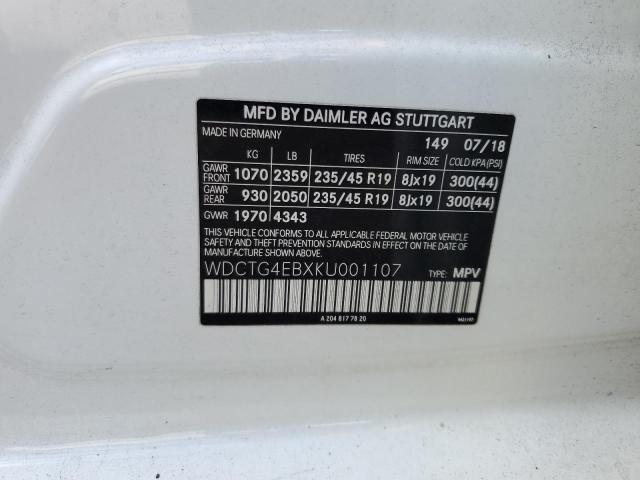 MFD BY DAIMLER AG STUTTGART
MADE IN GERMANY 149 07/18
KG LB TIRES RIM SIZE COLD KPA(PSI)
GAWR FRONT 1070 2359 235/45 R19 8Jx19 300(44)
GAWR REAR 930 2050 235/45 R19 8Jx19 300(44)
GVWR 1970 4343
THIS VEHICLE CONFORMS TO ALL APPLICABLE FEDERAL MOTOR VEHICLE
SAFETY, BUMPER, AND THEFT PREVENTION STANDARDS IN EFFECT
ON THE DATE OF MANUFACTURE SHOWN ABOVE.
WDCTG4EBXKU001107 TYPE: MPV
A 204 817 78 20